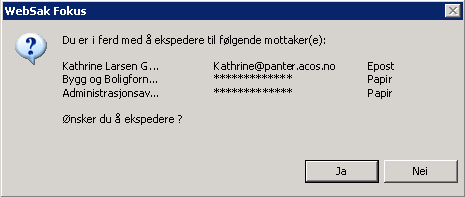 WebSak Fokus
Du er i ferd med å ekspedere til følgende mottaker(e):
Kathrine Larsen G... Kathrine@panter.acos.no Epost
Bygg og Boligforn... ************* Papir
Administrasjonsav... ************* Papir
Ønsker du å ekspedere ?
Ja Nei